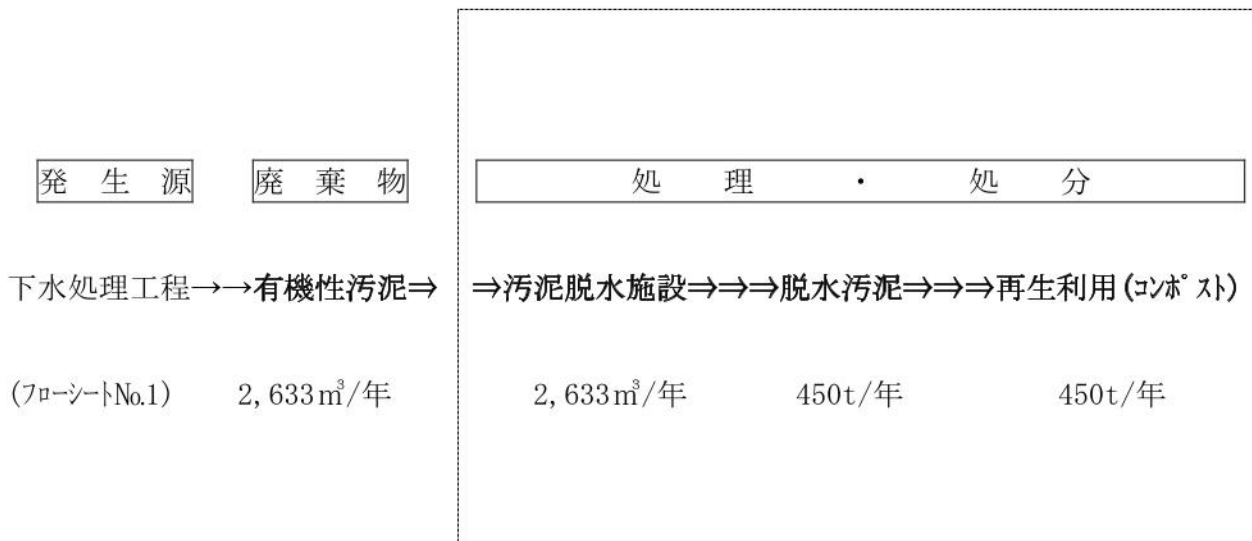 発　生　源　廃　棄　物　処　理　・　処　分
下水処理工程→→有機性汚泥⇒　⇒汚泥脱水施設⇒⇒⇒脱水汚泥⇒⇒⇒再生利用(ｺﾝﾎﾟｽﾄ)
(ﾌﾛｰｼｰﾄ№1)　2,633㎥/年　2,633㎥/年　450t/年　450t/年